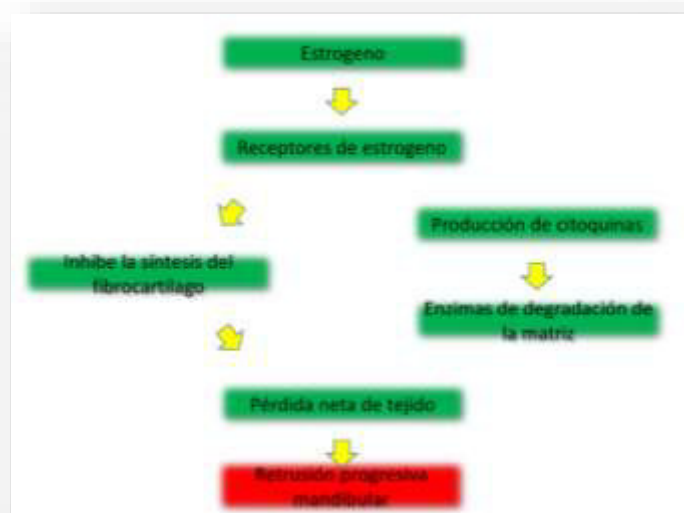 Estrogeno
Receptores de estrogeno
Producción de citoquinas
Inhibe la síntesis del
fibrocartilago
Enzimas de degradación de
la matriz
Pérdida neta de tejido
Retrusión progresiva
mandibular